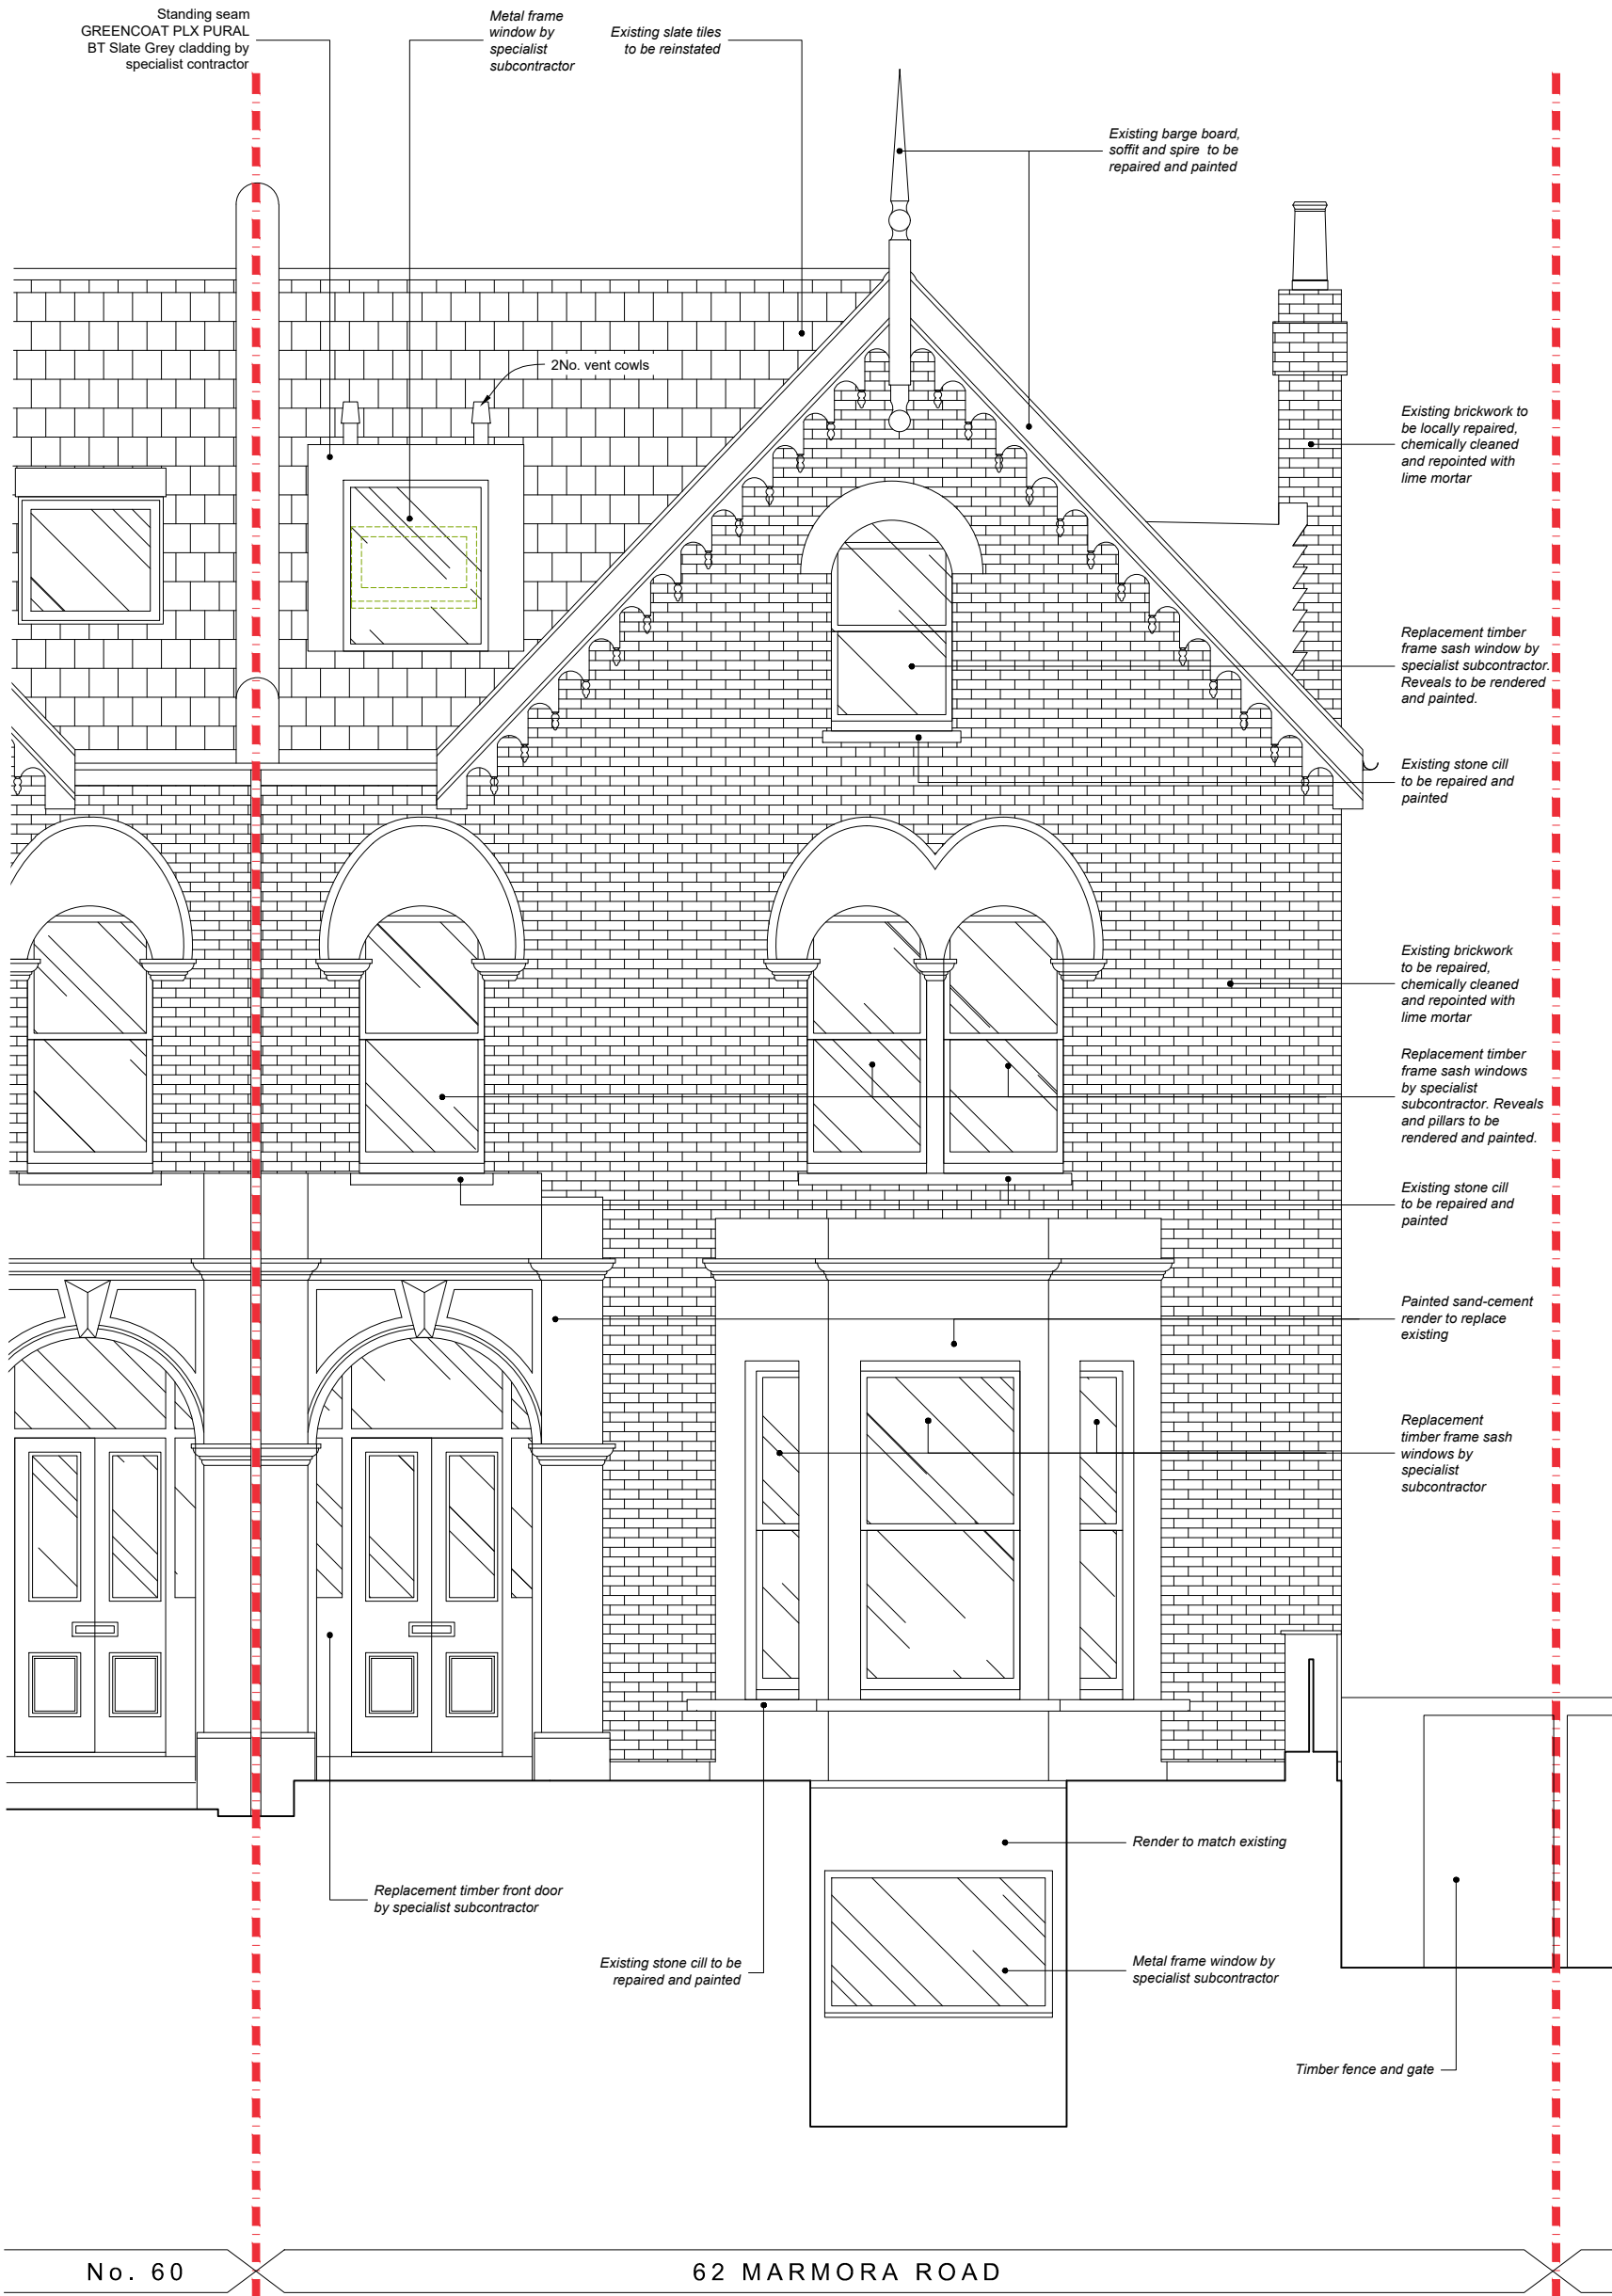 Standing seam
GREENCOAT PLX PURAL
BT Slate Grey cladding by
specialist contractor
Metal frame
window by
specialist
subcontractor
Existing slate tiles
to be reinstated
Existing barge board,
soffit and spire to be
repaired and painted
2No. vent cowls
Existing brickwork to
be locally repaired,
chemically cleaned
and repointed with
lime mortar
Replacement timber
frame sash window by
specialist subcontractor.
Reveals to be rendered
and painted.
Existing stone cill
to be repaired and
painted
Existing brickwork
to be repaired,
chemically cleaned
and repointed with
lime mortar
Replacement timber
frame sash windows
by specialist
subcontractor. Reveals
and pillars to be
rendered and painted.
Existing stone cill
to be repaired and
painted
Painted sand-cement
render to replace
existing
Replacement
timber frame sash
windows by
specialist
subcontractor
Render to match existing
Replacement timber front door
by specialist subcontractor
Existing stone cill to be
repaired and painted
Metal frame window by
specialist subcontractor
Timber fence and gate
No. 60
62 MARMORA ROAD